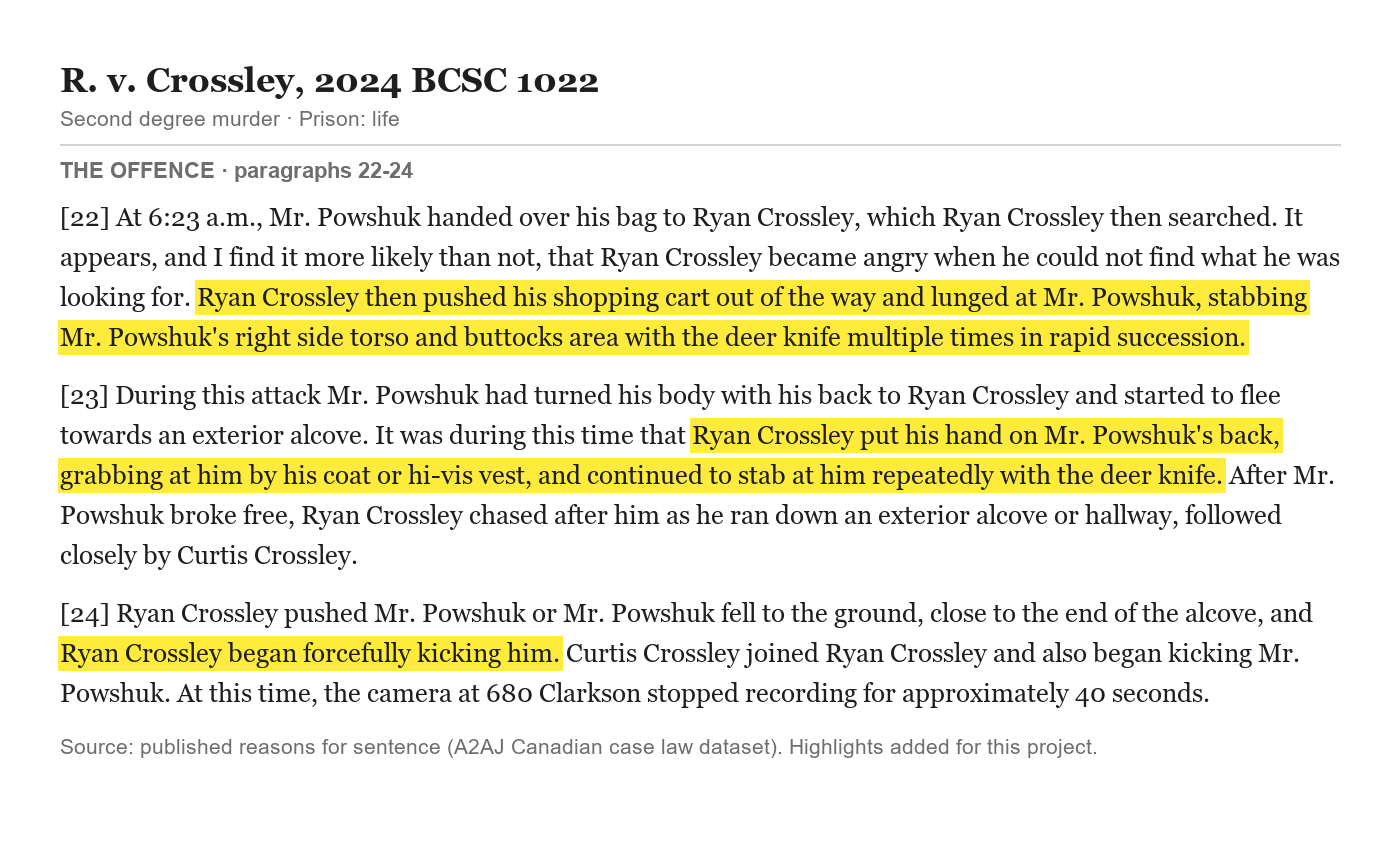 R. v. Crossley, 2024 BCSC 1022
Second degree murder · Prison: life
THE OFFENCE · paragraphs 22-24
[22] At 6:23 a.m., Mr. Powshuk handed over his bag to Ryan Crossley, which Ryan Crossley then searched. It
appears, and I find it more likely than not, that Ryan Crossley became angry when he could not find what he was
looking for. Ryan Crossley then pushed his shopping cart out of the way and lunged at Mr. Powshuk, stabbing
Mr. Powshuk's right side torso and buttocks area with the deer knife multiple times in rapid succession.
[23] During this attack Mr. Powshuk had turned his body with his back to Ryan Crossley and started to flee
towards an exterior alcove. It was during this time that Ryan Crossley put his hand on Mr. Powshuk's back,
grabbing at him by his coat or hi-vis vest, and continued to stab at him repeatedly with the deer knife. After Mr.
Powshuk broke free, Ryan Crossley chased after him as he ran down an exterior alcove or hallway, followed
closely by Curtis Crossley.
[24] Ryan Crossley pushed Mr. Powshuk or Mr. Powshuk fell to the ground, close to the end of the alcove, and
Ryan Crossley began forcefully kicking him. Curtis Crossley joined Ryan Crossley and also began kicking Mr.
Powshuk. At this time, the camera at 680 Clarkson stopped recording for approximately 40 seconds.
Source: published reasons for sentence (A2AJ Canadian case law dataset). Highlights added for this project.